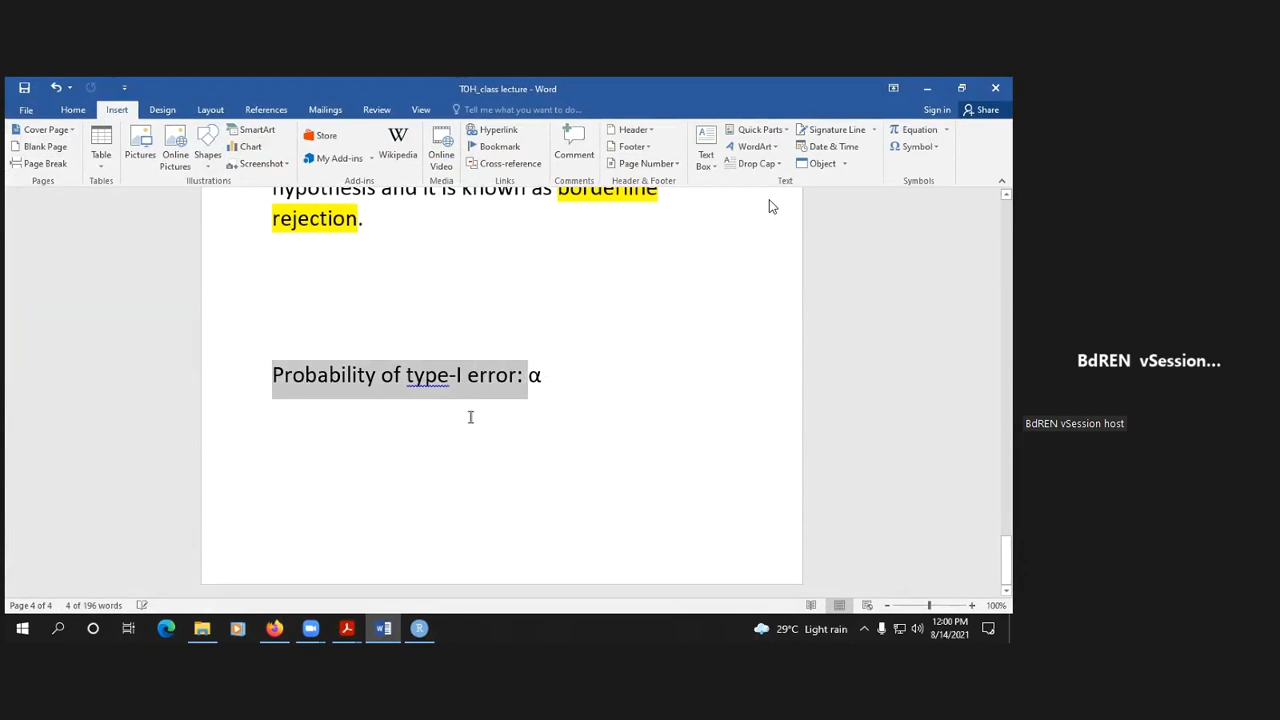 TOH_class lecture - Word
File Home Insert Design Layout References Mailings Review View Tell me what you want to do... Sign in Share
Cover Page
Blank Page
Page Break
Pages
Table
Tables
Pictures
Online Pictures
Shapes
SmartArt
Chart
Screenshot
Illustrations
Store
My Add-ins
W
Wikipedia
Add-ins
Online Video
Media
Hyperlink
Bookmark
Cross-reference
Links
Comment
Comments
Header
Footer
Page Number
Header & Footer
Text Box
Quick Parts
WordArt
Drop Cap
Signature Line
Date & Time
Object
Text
Equation
Symbol
Symbols
hypothesis and it is known as borderline
rejection.
Probability of type-I error: α
BdREN vSession...
BdREN vSession host
Page 4 of 4 4 of 196 words 100%
29°C Light rain
12:00 PM
8/14/2021